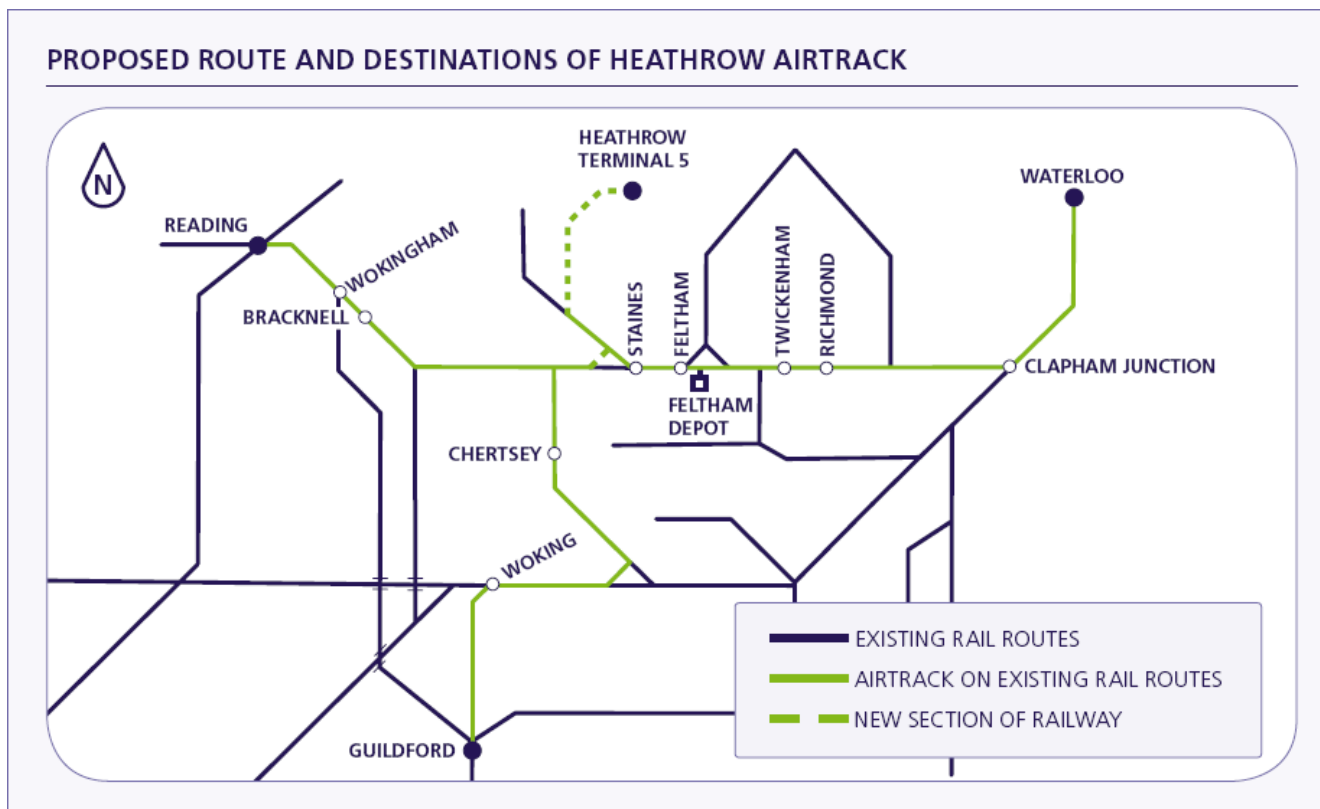 PROPOSED ROUTE AND DESTINATIONS OF HEATHROW AIRTRACK
N
HEATHROW
TERMINAL 5
WATERLOO
READING
WOKINGHAM
BRACKNELL
STAINES
FELTHAM
TWICKENHAM
RICHMOND
CLAPHAM JUNCTION
FELTHAM
DEPOT
CHERTSEY
WOKING
GUILDFORD
EXISTING RAIL ROUTES
AIRTRACK ON EXISTING RAIL ROUTES
NEW SECTION OF RAILWAY